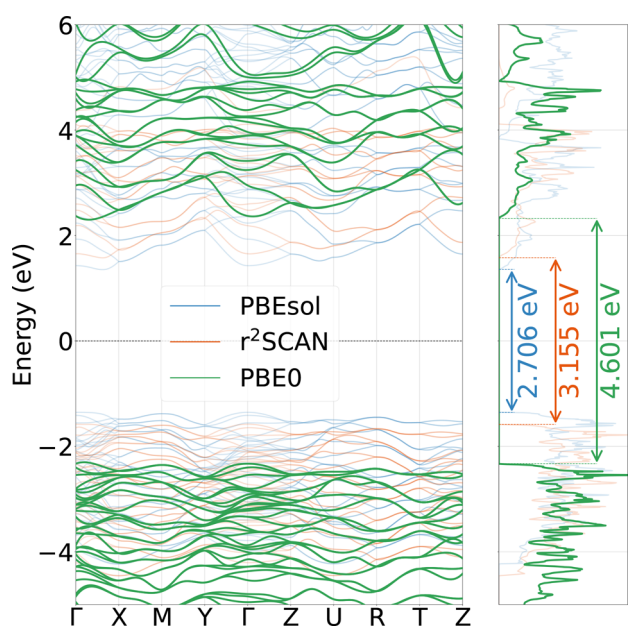 Energy (eV)
6
4
2
0
−2
−4
PBEsol
r²SCAN
PBE0
Γ X M Y Γ Z U R T Z
2.706 eV
3.155 eV
4.601 eV